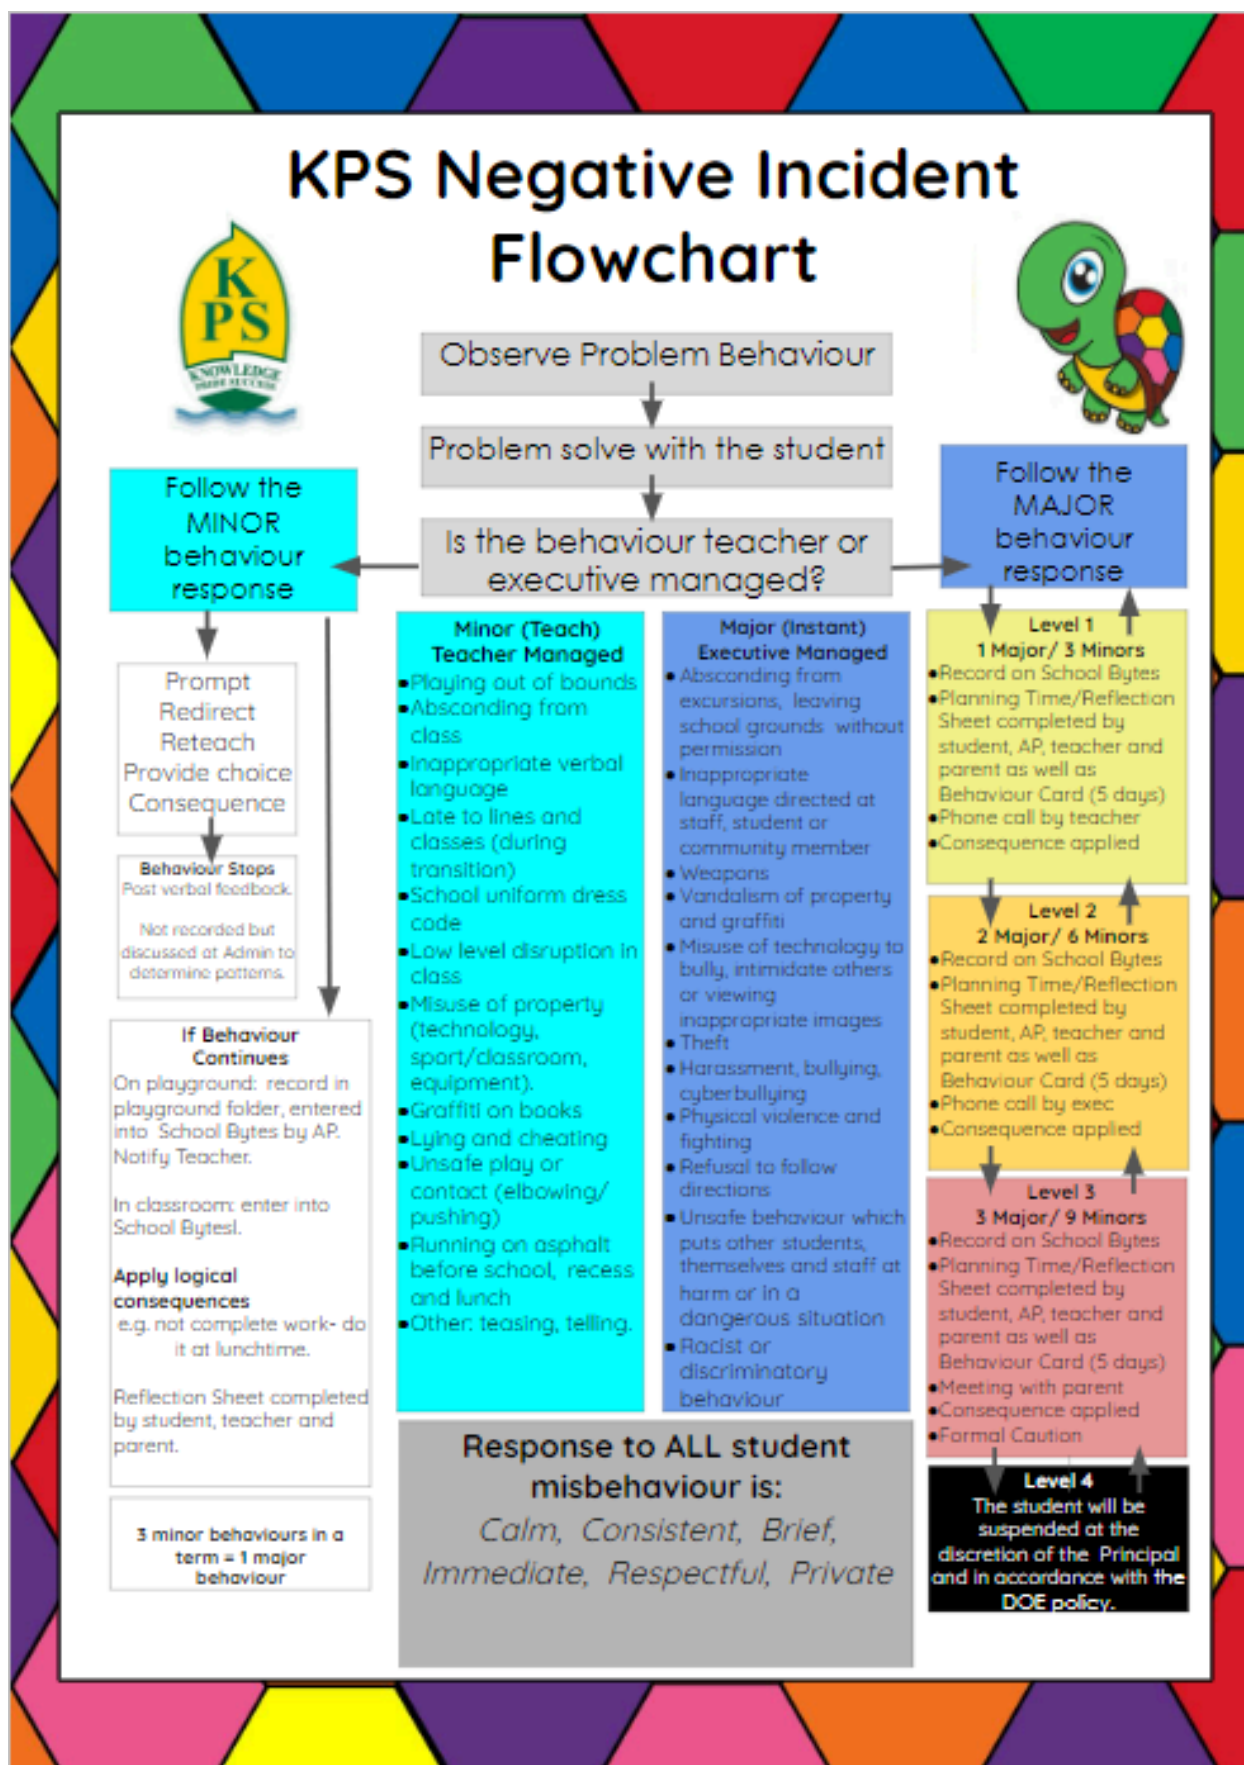 KPS Negative Incident
Flowchart
K
PS
KNOWLEDGE
PRIDE SUCCESS
Observe Problem Behaviour
Problem solve with the student
Is the behaviour teacher or
executive managed?
Follow the
MINOR
behaviour
response
Prompt
Redirect
Reteach
Provide choice
Consequence
Behaviour Stops
Post verbal feedback.
Not recorded but
discussed at Admin to
determine patterns.
If Behaviour
Continues
On playground: record in
playground folder, entered
into School Bytes by AP.
Notify Teacher.
In classroom: enter into
School Bytesl.
Apply logical
consequences
e.g. not complete work- do
it at lunchtime.
Reflection Sheet completed
by student, teacher and
parent.
3 minor behaviours in a
term = 1 major
behaviour
Minor (Teach)
Teacher Managed
●Playing out of bounds
●Absconding from
class
●Inappropriate verbal
language
●Late to lines and
classes (during
transition)
●School uniform dress
code
●Low level disruption in
class
●Misuse of property
(technology,
sport/classroom,
equipment).
●Graffiti on books
●Lying and cheating
●Unsafe play or
contact (elbowing/
pushing)
●Running on asphalt
before school, recess
and lunch
●Other: teasing, telling.
Major (Instant)
Executive Managed
● Absconding from
excursions, leaving
school grounds without
permission
● Inappropriate
language directed at
staff, student or
community member
● Weapons
● Vandalism of property
and graffiti
● Misuse of technology to
bully, intimidate others
or viewing
inappropriate images
● Theft
● Harassment, bullying,
cyberbullying
● Physical violence and
fighting
● Refusal to follow
directions
● Unsafe behaviour which
puts other students,
themselves and staff at
harm or in a
dangerous situation
● Racist or
discriminatory
behaviour
Response to ALL student
misbehaviour is:
Calm, Consistent, Brief,
Immediate, Respectful, Private
Follow the
MAJOR
behaviour
response
Level 1
1 Major/ 3 Minors
●Record on School Bytes
●Planning Time/Reflection
Sheet completed by
student, AP, teacher and
parent as well as
Behaviour Card (5 days)
●Phone call by teacher
●Consequence applied
Level 2
2 Major/ 6 Minors
●Record on School Bytes
●Planning Time/Reflection
Sheet completed by
student, AP, teacher and
parent as well as
Behaviour Card (5 days)
●Phone call by exec
●Consequence applied
Level 3
3 Major/ 9 Minors
●Record on School Bytes
●Planning Time/Reflection
Sheet completed by
student, AP, teacher and
parent as well as
Behaviour Card (5 days)
●Meeting with parent
●Consequence applied
●Formal Caution
Level 4
The student will be
suspended at the
discretion of the Principal
and in accordance with the
DOE policy.